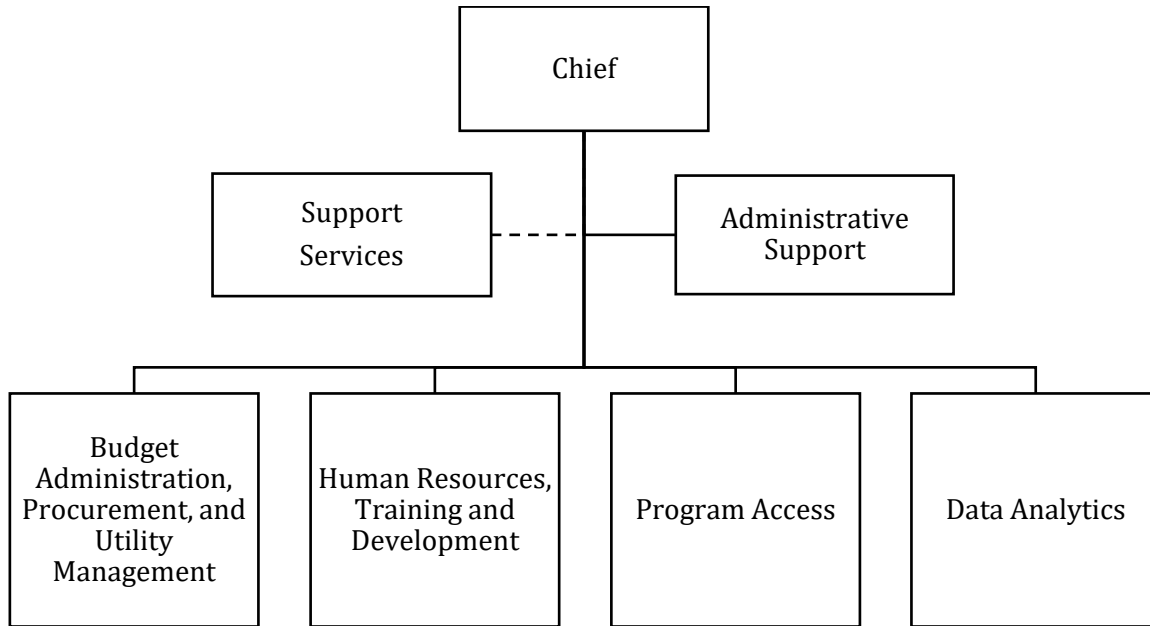 Chief
Support
Services
Administrative
Support
Budget
Administration,
Procurement, and
Utility
Management
Human Resources,
Training and
Development
Program Access
Data Analytics